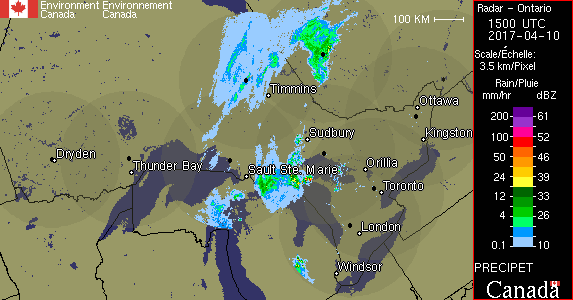 Environment Environnement
Canada Canada
100 KM
Timmins
Ottawa
Sudbury
Kingston
Dryden
Thunder Bay
Sault Ste. Marie
Orillia
Toronto
London
Windsor
Radar - Ontario
1500 UTC
2017-04-10
Scale/Échelle:
3.5 km/Pixel
Rain/Pluie
mm/hr dBZ
200 61
100 52
50 46
24 39
12 33
4 26
0.1 10
PRECIPET
Canada